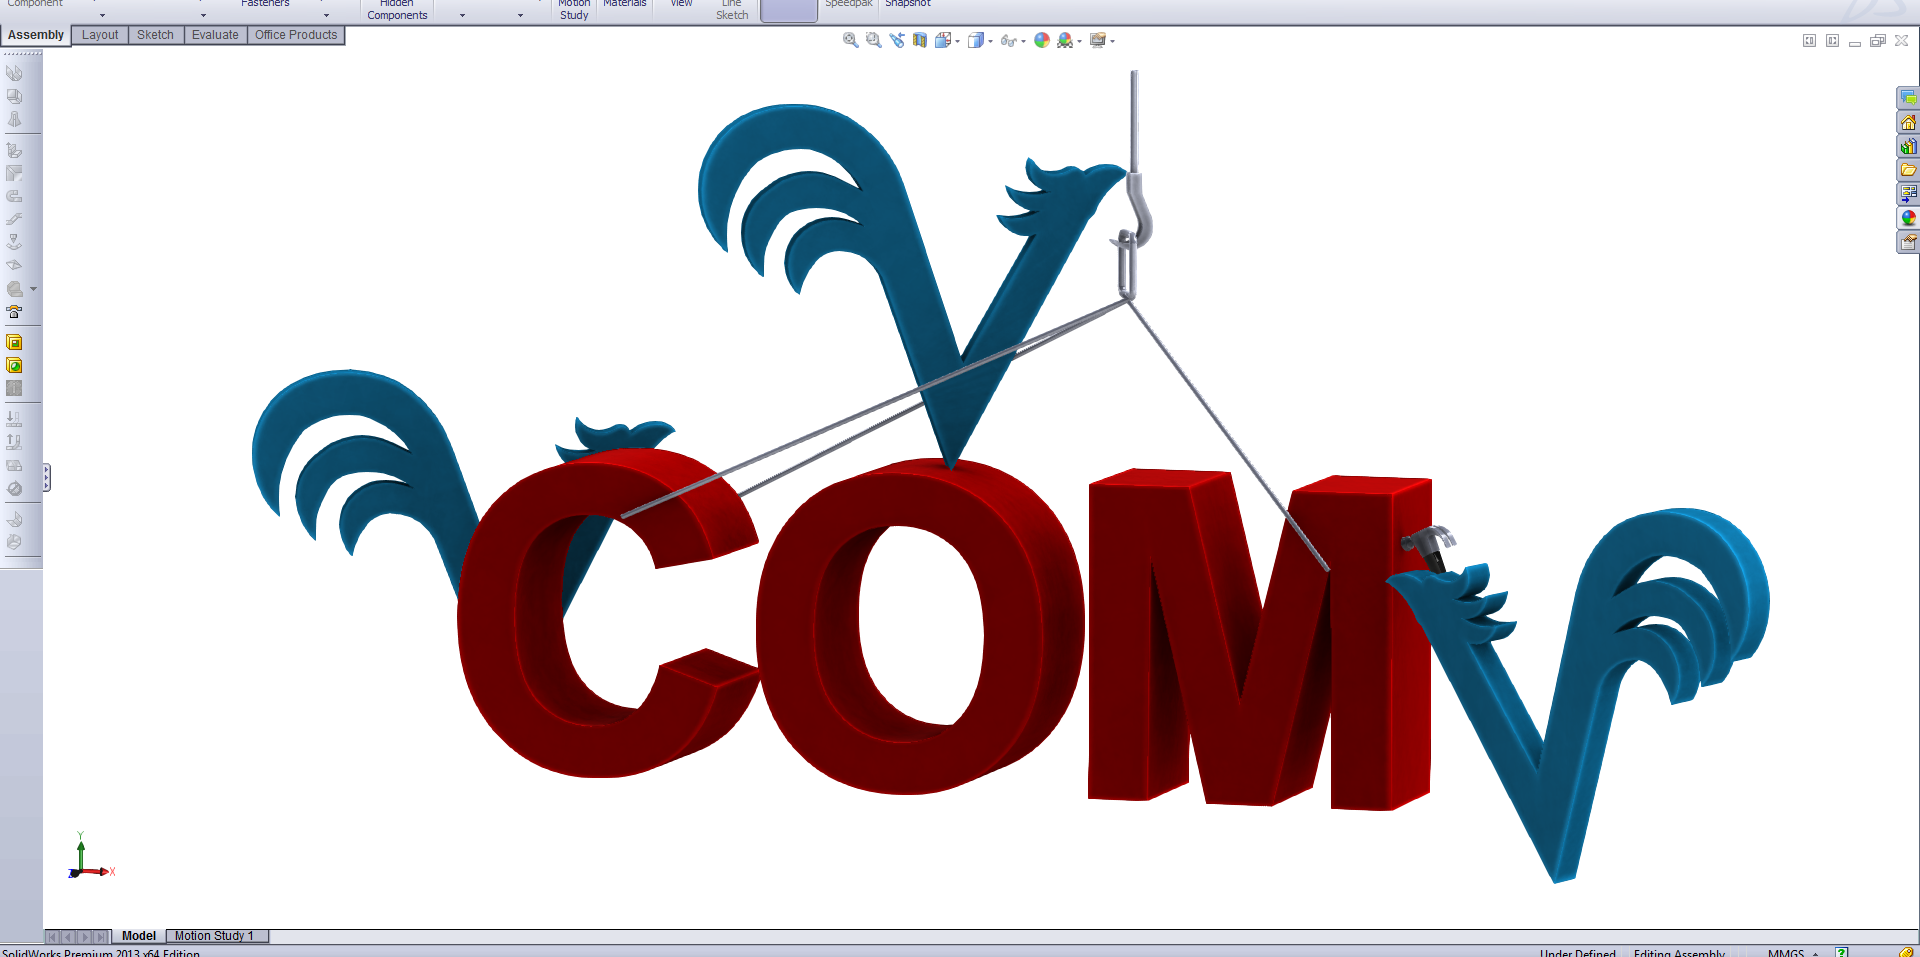 Component
Fasteners
Hidden
Components
Motion
Study
Materials
View
Line
Sketch
Speedpak
Snapshot
Assembly
Layout
Sketch
Evaluate
Office Products
COM
Y
X
Z
Model
Motion Study 1
SolidWorks Premium 2013 x64 Edition
Under Defined
Editing Assembly
MMGS
?